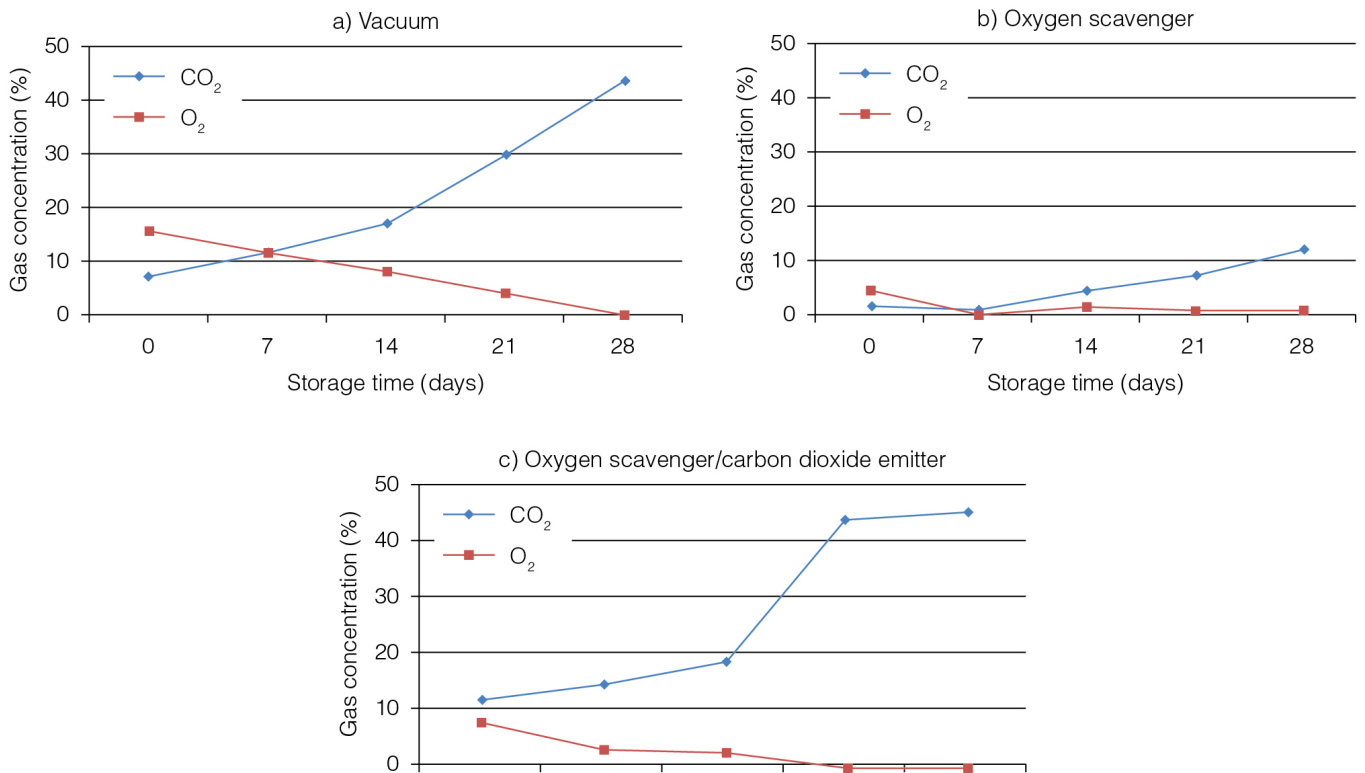 a) Vacuum
Gas concentration (%)
50
40
30
20
10
0
CO₂
O₂
0 7 14 21 28
Storage time (days)
b) Oxygen scavenger
Gas concentration (%)
50
40
30
20
10
0
CO₂
O₂
0 7 14 21 28
Storage time (days)
c) Oxygen scavenger/carbon dioxide emitter
Gas concentration (%)
50
40
30
20
10
0
CO₂
O₂